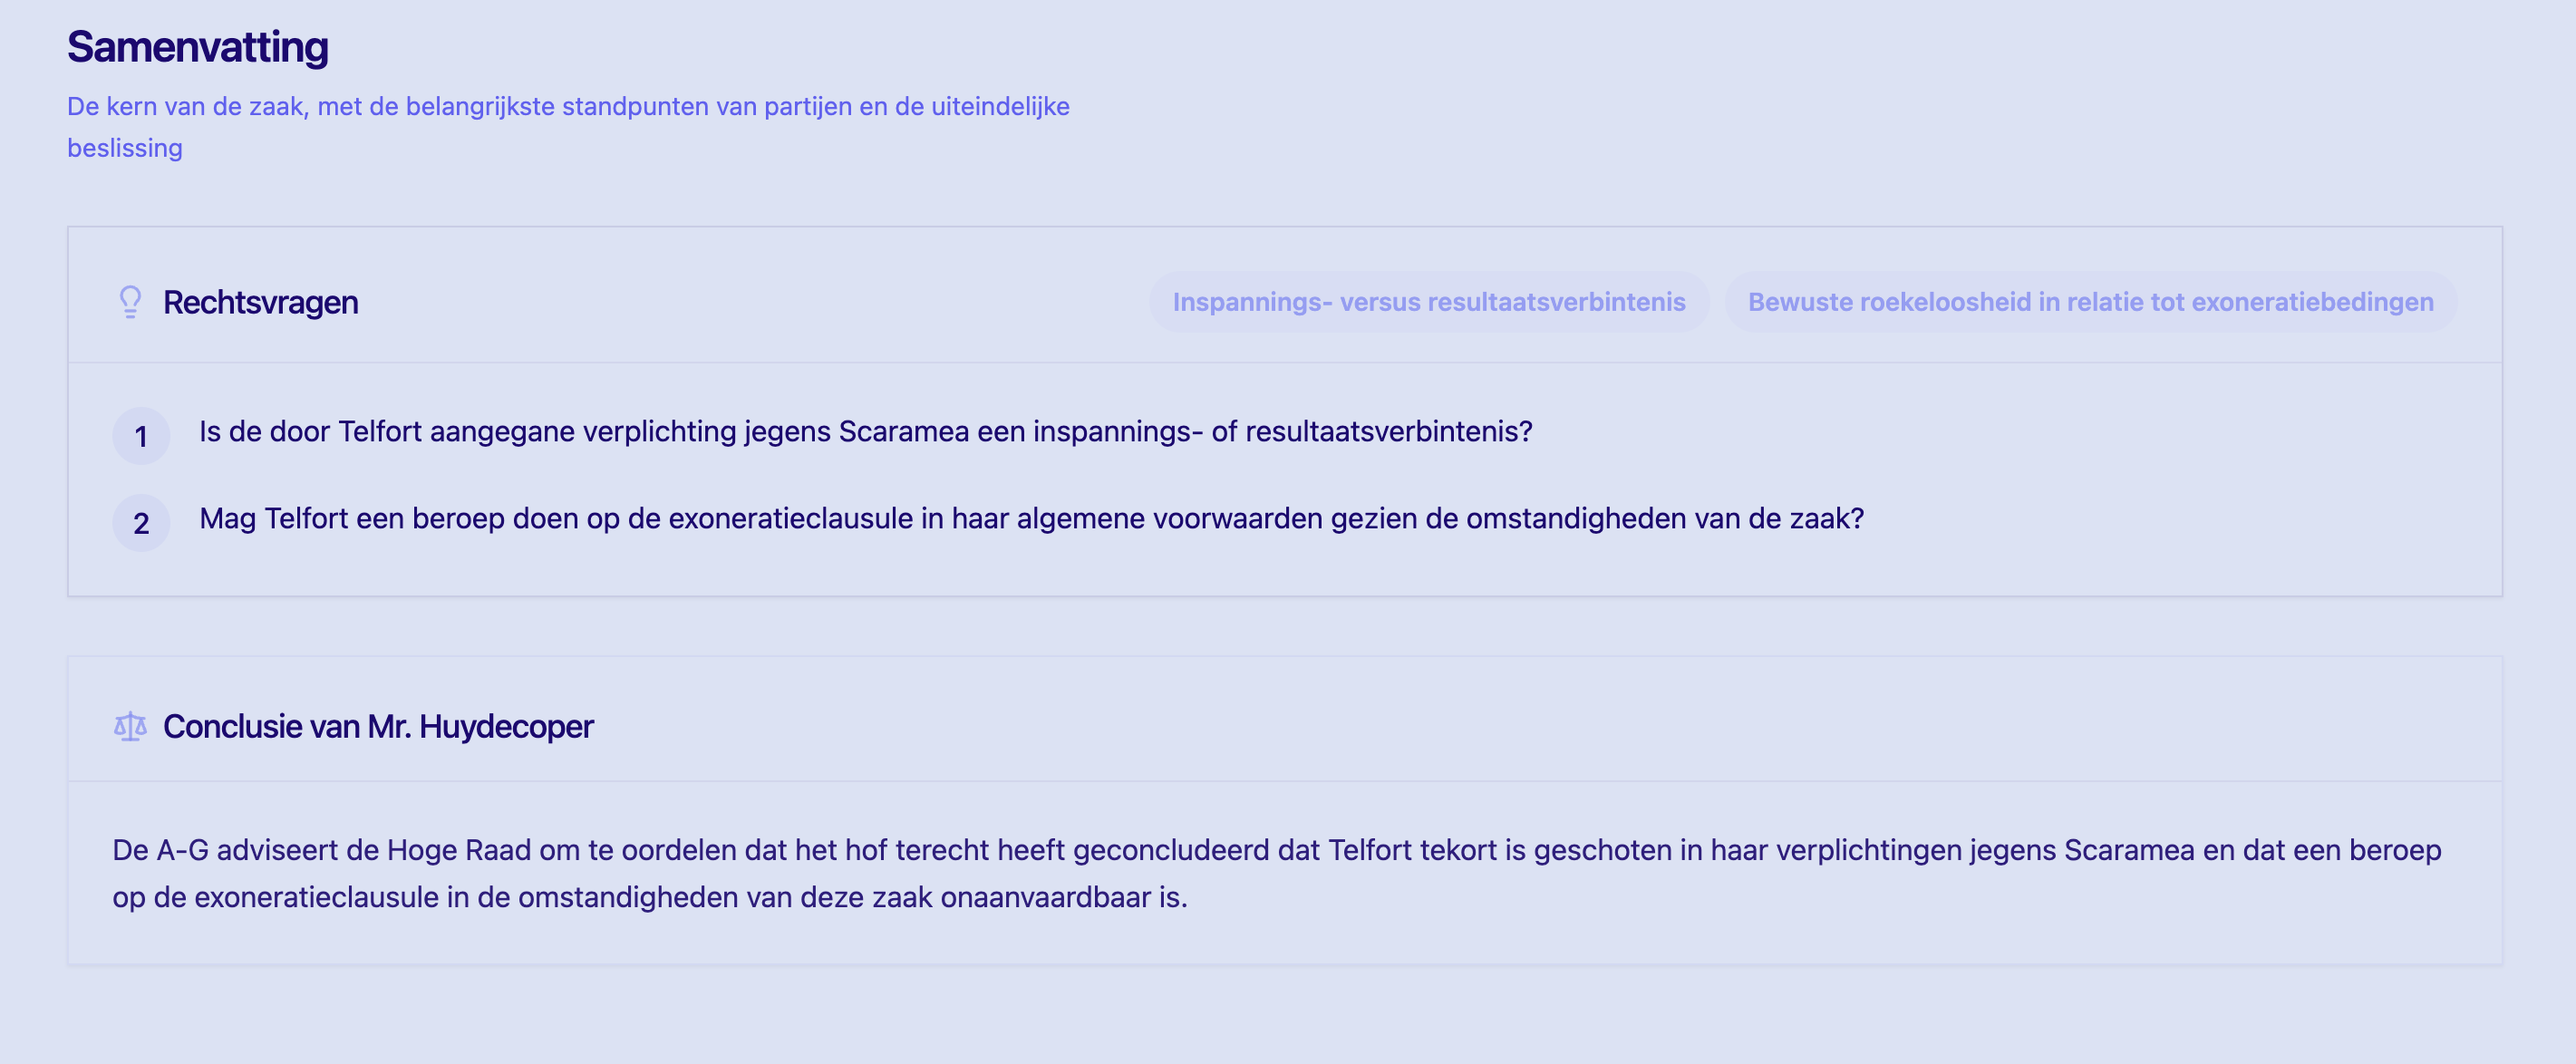 Samenvatting
De kern van de zaak, met de belangrijkste standpunten van partijen en de uiteindelijke
beslissing
Rechtsvragen
Inspannings- versus resultaatsverbintenis
Bewuste roekeloosheid in relatie tot exoneratiebedingen
1 Is de door Telfort aangegane verplichting jegens Scaramea een inspannings- of resultaatsverbintenis?
2 Mag Telfort een beroep doen op de exoneratieclausule in haar algemene voorwaarden gezien de omstandigheden van de zaak?
Conclusie van Mr. Huydecoper
De A-G adviseert de Hoge Raad om te oordelen dat het hof terecht heeft geconcludeerd dat Telfort tekort is geschoten in haar verplichtingen jegens Scaramea en dat een beroep
op de exoneratieclausule in de omstandigheden van deze zaak onaanvaardbaar is.